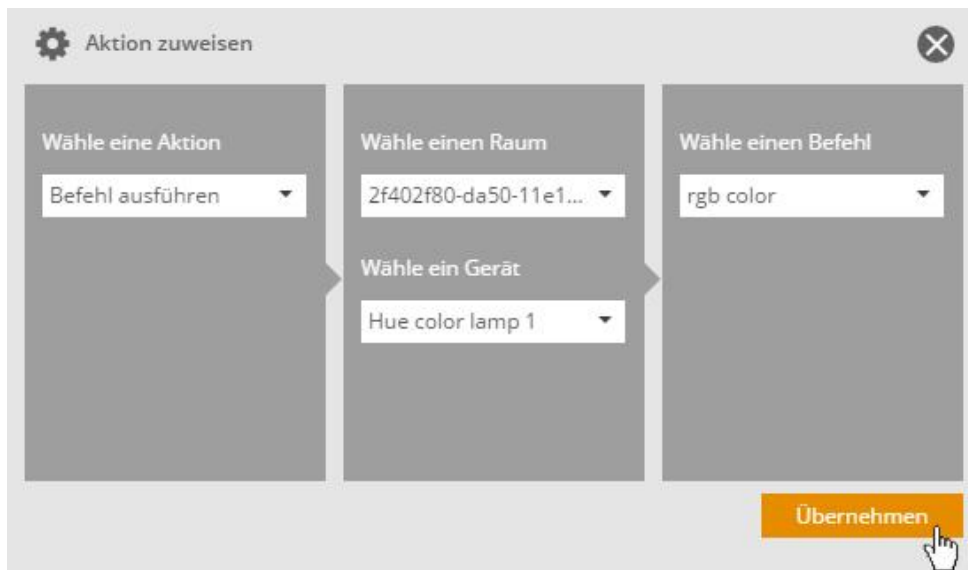 Aktion zuweisen
Wähle eine Aktion
Befehl ausführen
Wähle einen Raum
2f402f80-da50-11e1...
Wähle ein Gerät
Hue color lamp 1
Wähle einen Befehl
rgb color
Übernehmen